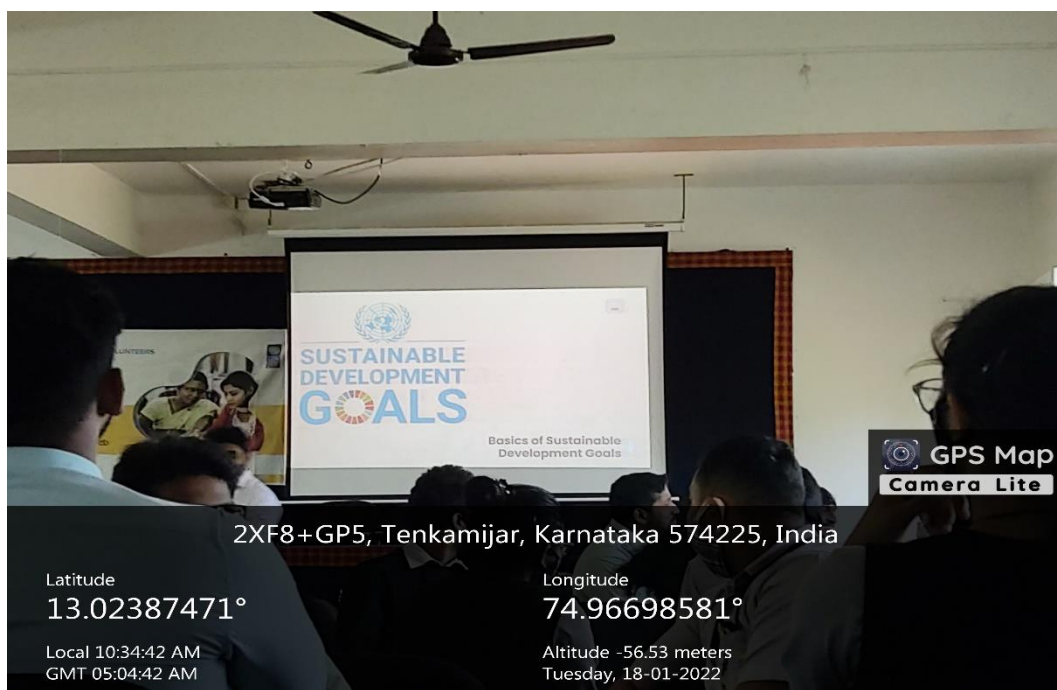 LUNTEERS
SUSTAINABLE
DEVELOPMENT
GOALS
Basics of Sustainable
Development Goals
GPS Map
Camera Lite
2XF8+GP5, Tenkamijar, Karnataka 574225, India
Latitude
13.02387471°
Longitude
74.96698581°
Local 10:34:42 AM
GMT 05:04:42 AM
Altitude -56.53 meters
Tuesday, 18-01-2022